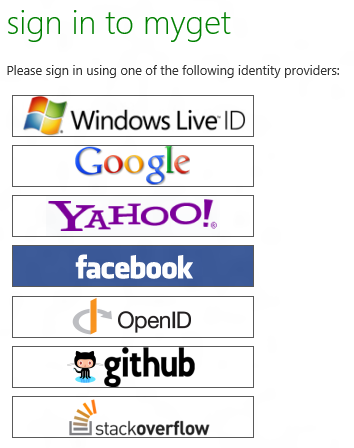 sign in to myget
Please sign in using one of the following identity providers:
Windows Live ID
Google
YAHOO!®
facebook
OpenID
github
stackoverflow